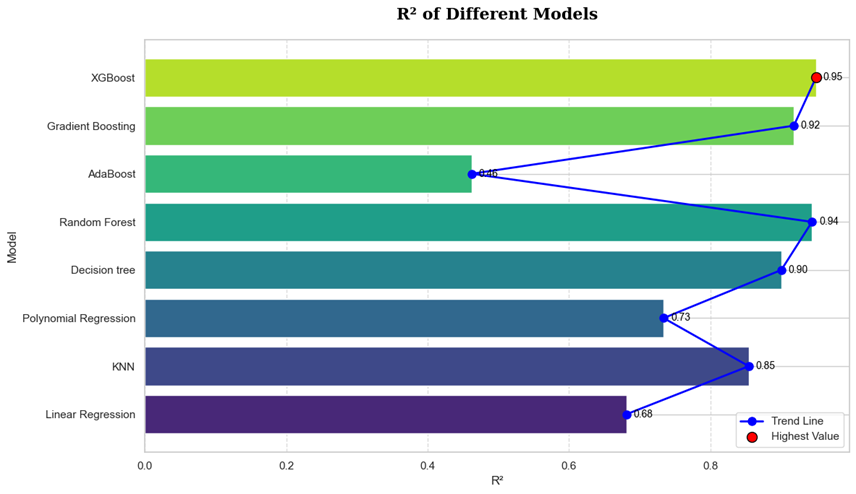 R² of Different Models
Model
XGBoost
0.95
Gradient Boosting
0.92
AdaBoost
0.46
Random Forest
0.94
Decision tree
0.90
Polynomial Regression
0.73
KNN
0.85
Linear Regression
0.68
Trend Line
Highest Value
0.0 0.2 0.4 0.6 0.8
R²